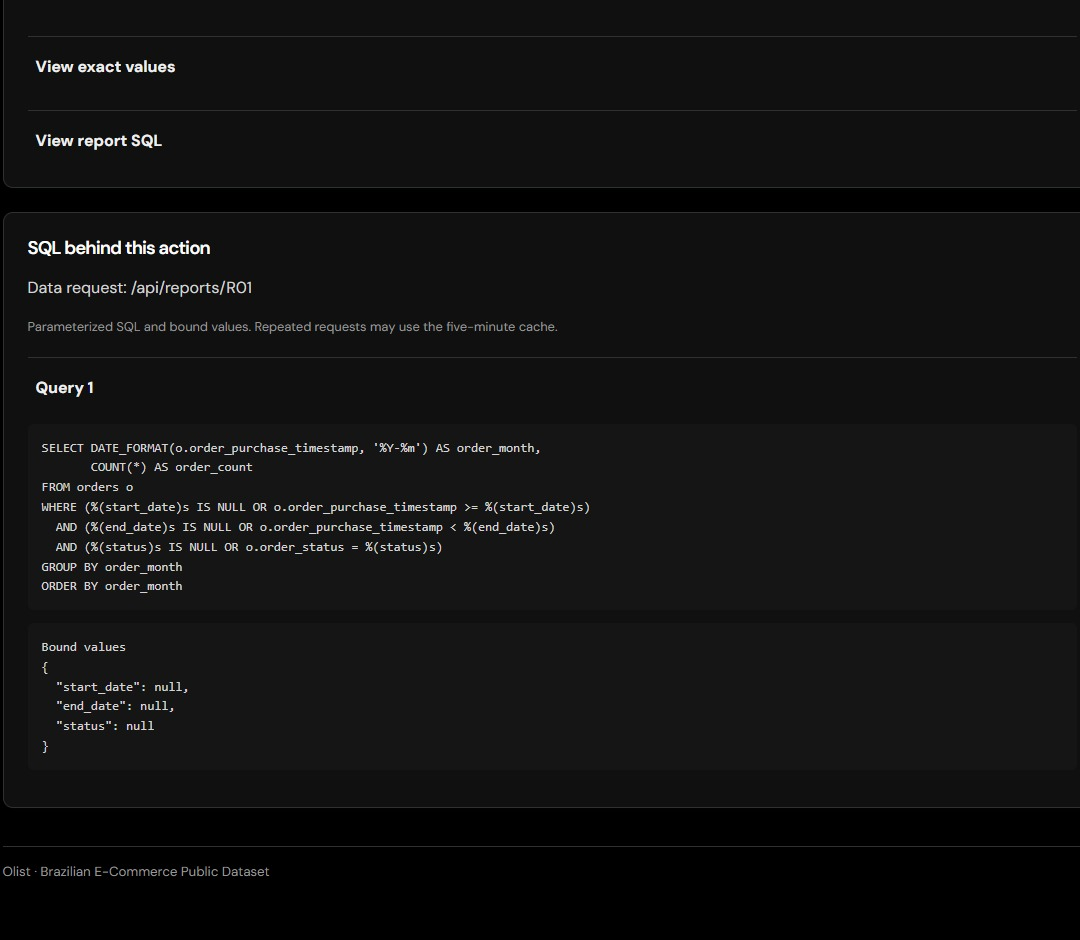 View exact values
View report SQL
SQL behind this action
Data request: /api/reports/R01
Parameterized SQL and bound values. Repeated requests may use the five-minute cache.
Query 1
SELECT DATE_FORMAT(o.order_purchase_timestamp, '%Y-%m') AS order_month,
       COUNT(*) AS order_count
FROM orders o
WHERE (%(start_date)s IS NULL OR o.order_purchase_timestamp >= %(start_date)s)
  AND (%(end_date)s IS NULL OR o.order_purchase_timestamp < %(end_date)s)
  AND (%(status)s IS NULL OR o.order_status = %(status)s)
GROUP BY order_month
ORDER BY order_month
Bound values
{
  "start_date": null,
  "end_date": null,
  "status": null
}
Olist · Brazilian E-Commerce Public Dataset